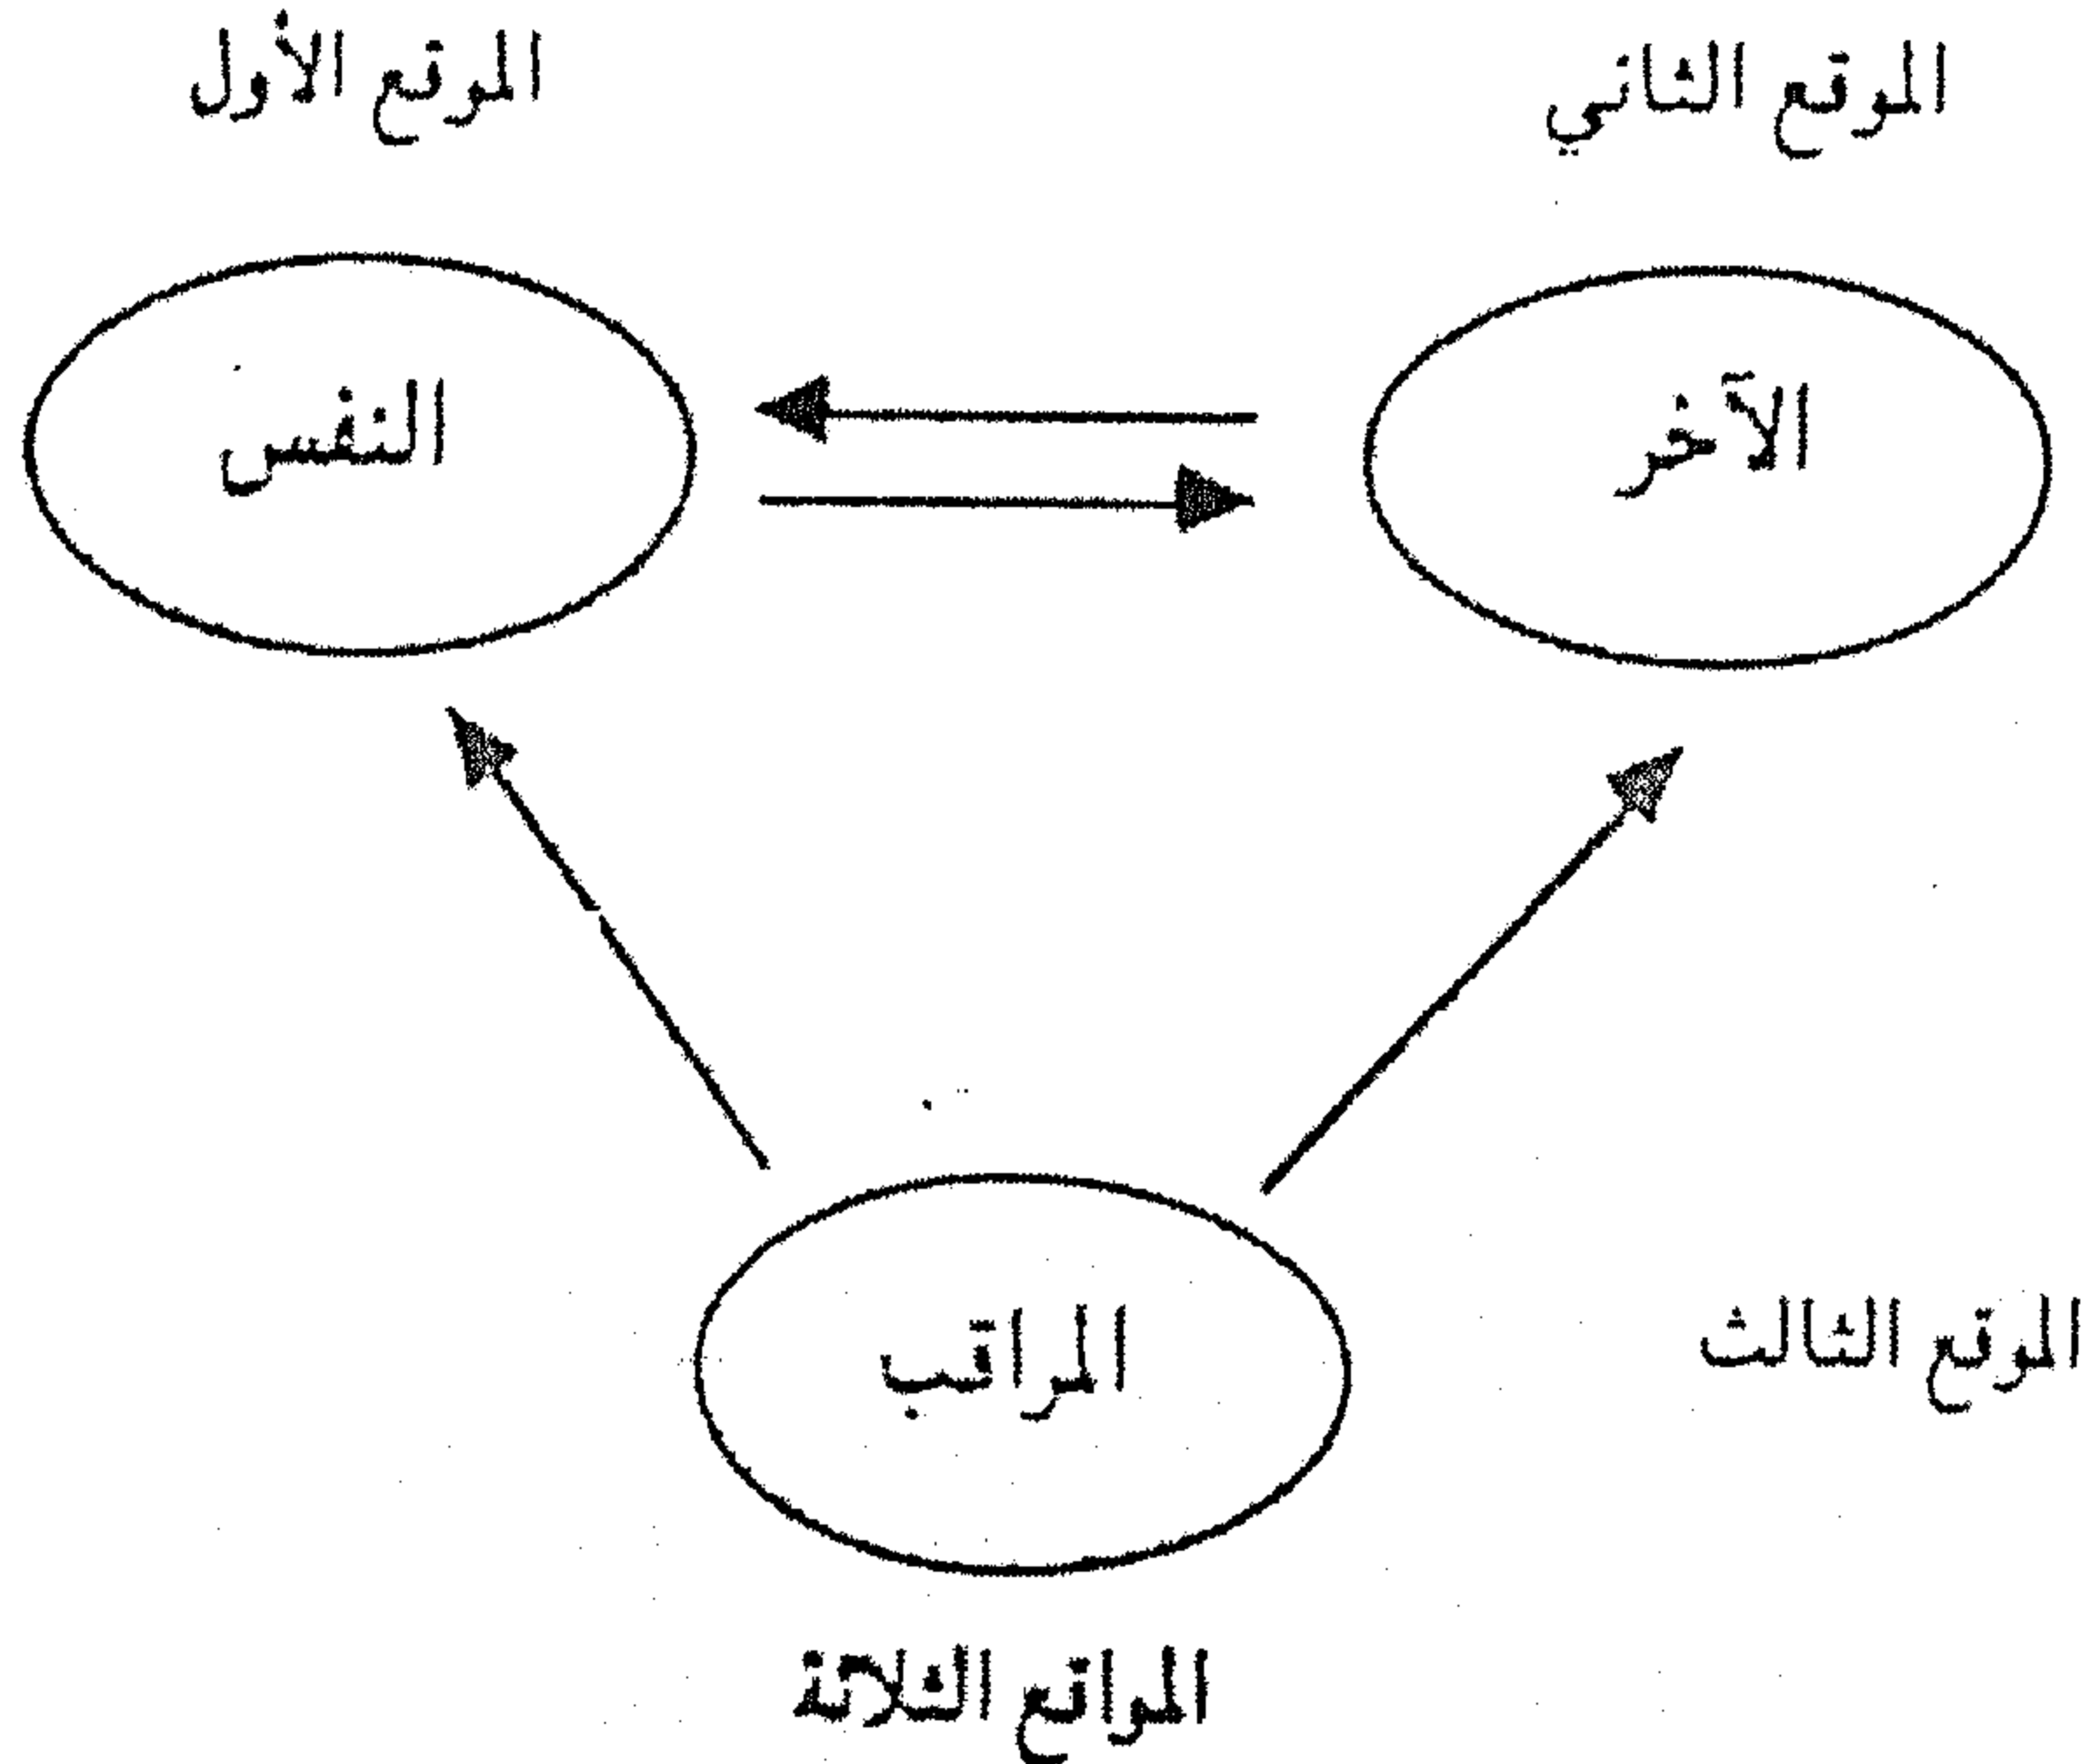 الموقع الأول
الموقع الثاني
النفس
الآخر
المراقب
الموقع الثالث
المواقع الثلاثة